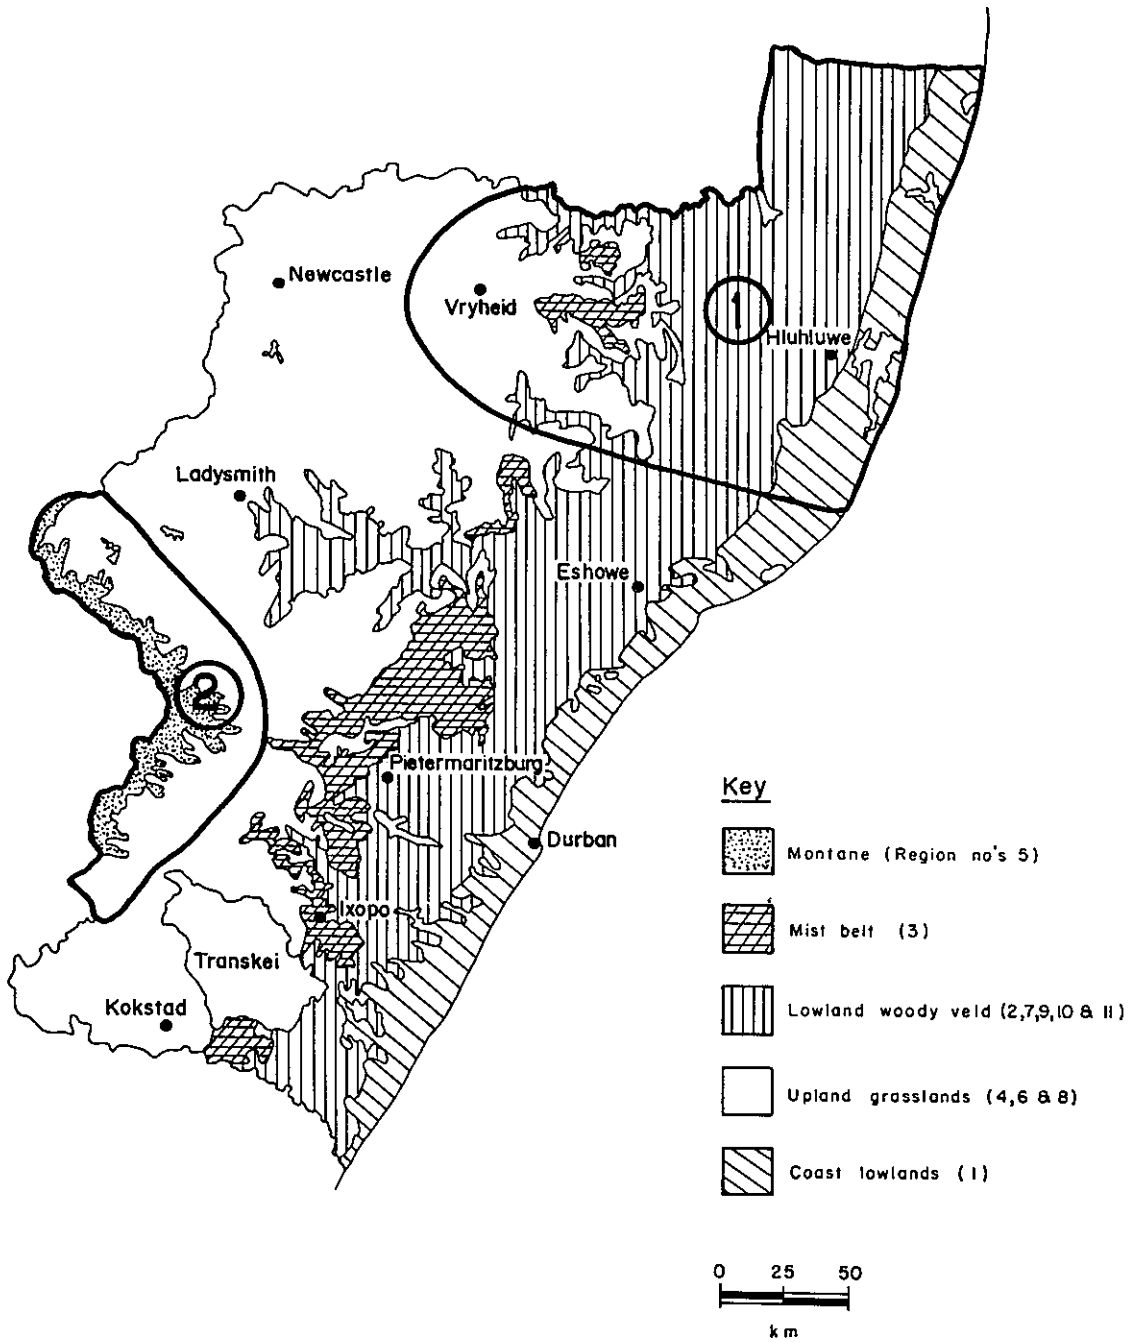 Newcastle
Vryheid
1
Hluhluwe
Ladysmith
Eshowe
2
Pietermaritzburg
Key
Durban
Montane (Region no's 5)
Ixopo
Mist belt (3)
Transkei
Kokstad
Lowland woody veld (2,7,9,10 & 11)
Upland grasslands (4,6 & 8)
Coast lowlands (1)
0 25 50
km